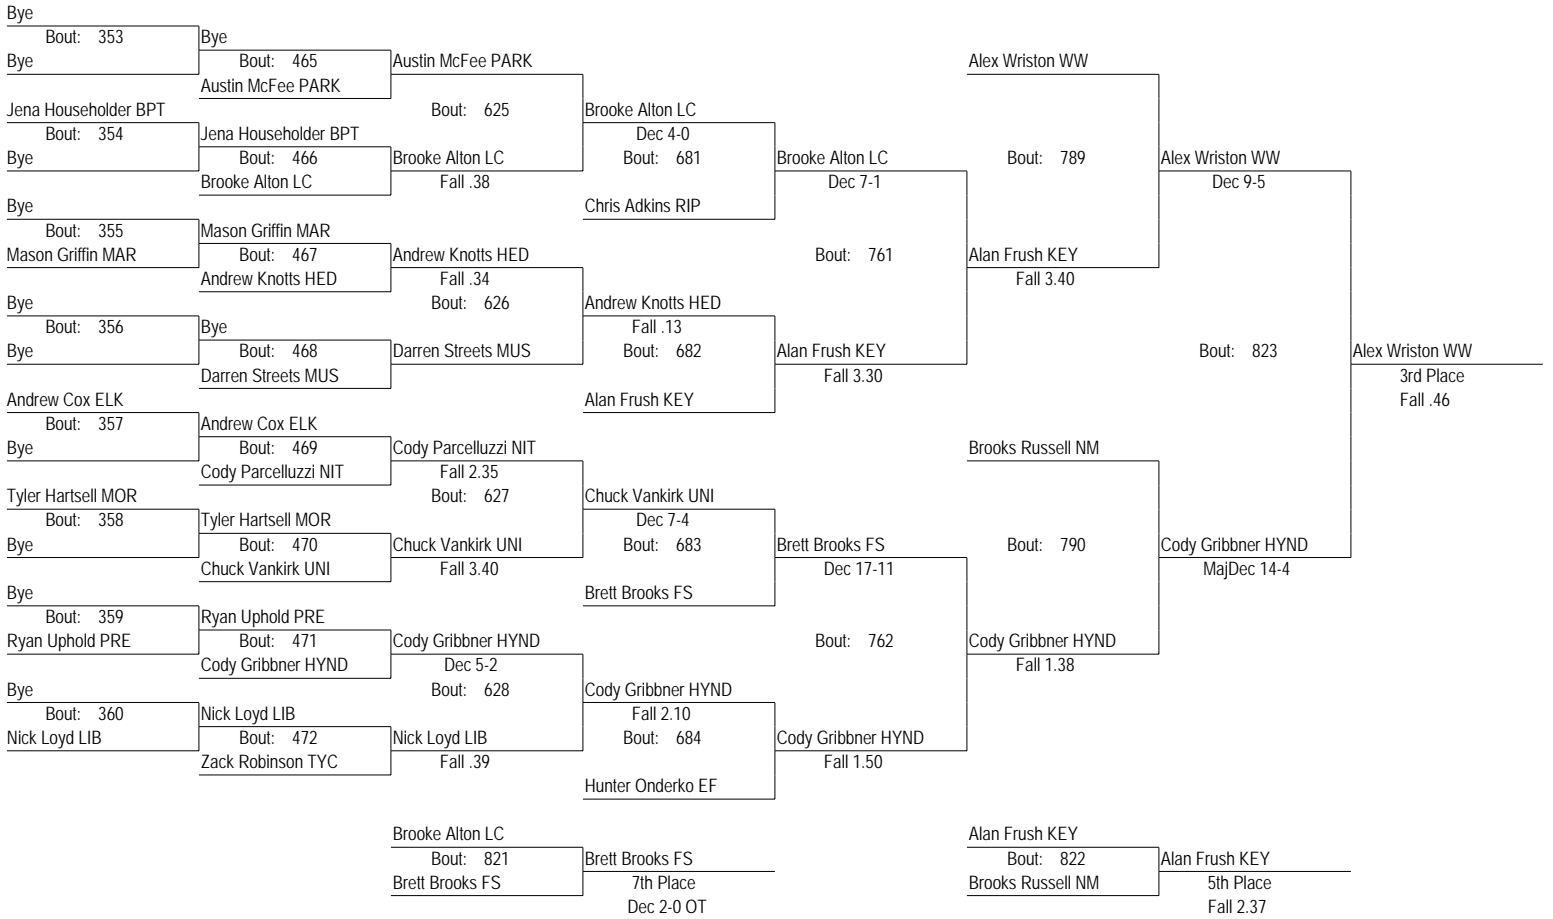 Bye
Bout: 353
Bye
Bye
Bout: 465
Austin McFee PARK
Alex Wriston WW
Bye
Austin McFee PARK
Jena Householder BPT
Bout: 625
Brooke Alton LC
Bout: 354
Jena Householder BPT
Dec 4-0
Bye
Bout: 466
Brooke Alton LC
Bout: 681
Brooke Alton LC
Bout: 789
Alex Wriston WW
Brooke Alton LC
Fall .38
Dec 7-1
Dec 9-5
Bye
Chris Adkins RIP
Bout: 355
Mason Griffin MAR
Mason Griffin MAR
Bout: 467
Andrew Knotts HED
Bout: 761
Alan Frush KEY
Andrew Knotts HED
Fall .34
Fall 3.40
Bye
Bout: 626
Andrew Knotts HED
Bout: 356
Bye
Fall .13
Bye
Bout: 468
Darren Streets MUS
Bout: 682
Alan Frush KEY
Bout: 823
Alex Wriston WW
Darren Streets MUS
Fall 3.30
3rd Place
Andrew Cox ELK
Alan Frush KEY
Fall .46
Bout: 357
Andrew Cox ELK
Bye
Bout: 469
Cody Parcelluzzi NIT
Brooks Russell NM
Cody Parcelluzzi NIT
Fall 2.35
Tyler Hartsell MOR
Bout: 627
Chuck Vankirk UNI
Bout: 358
Tyler Hartsell MOR
Dec 7-4
Bye
Bout: 470
Chuck Vankirk UNI
Bout: 683
Brett Brooks FS
Bout: 790
Cody Gribbner HYND
Chuck Vankirk UNI
Fall 3.40
Dec 17-11
MajDec 14-4
Bye
Brett Brooks FS
Bout: 359
Ryan Uphold PRE
Ryan Uphold PRE
Bout: 471
Cody Gribbner HYND
Bout: 762
Cody Gribbner HYND
Cody Gribbner HYND
Dec 5-2
Fall 1.38
Bye
Bout: 628
Cody Gribbner HYND
Bout: 360
Nick Loyd LIB
Fall 2.10
Nick Loyd LIB
Bout: 472
Nick Loyd LIB
Bout: 684
Cody Gribbner HYND
Zack Robinson TYC
Fall .39
Fall 1.50
Hunter Onderko EF
Brooke Alton LC
Alan Frush KEY
Bout: 821
Brett Brooks FS
Bout: 822
Alan Frush KEY
Brett Brooks FS
7th Place
Brooks Russell NM
5th Place
Dec 2-0 OT
Fall 2.37